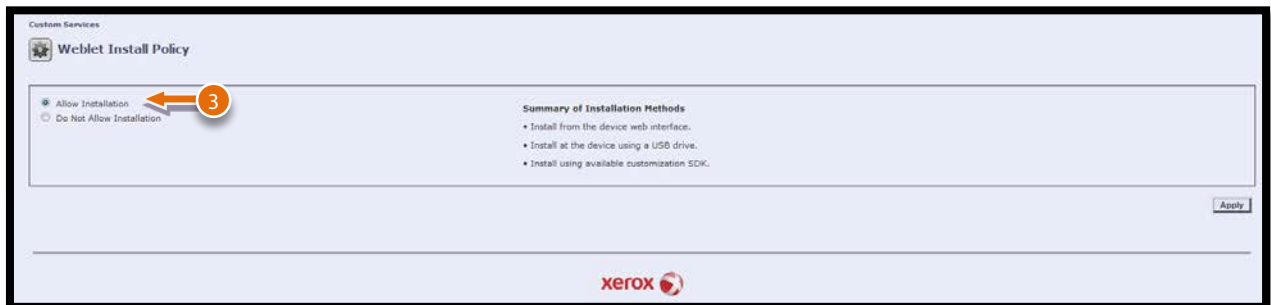 Custom Services
Weblet Install Policy
Allow Installation
3
Do Not Allow Installation
Summary of Installation Methods
• Install from the device web interface.
• Install at the device using a USB drive.
• Install using available customization SDK.
Apply
xerox